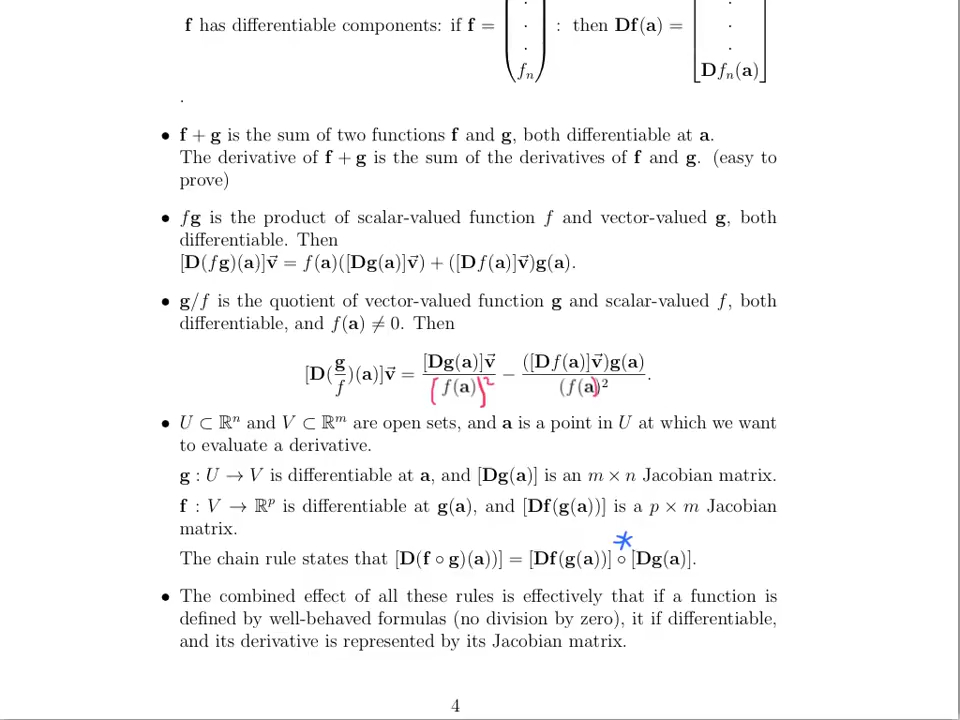 f has differentiable components: if f = ( · · · fₙ ) : then Df(a) = [ · · · Dfₙ(a) ]
.
• f + g is the sum of two functions f and g, both differentiable at a.
The derivative of f + g is the sum of the derivatives of f and g. (easy to
prove)
• fg is the product of scalar-valued function f and vector-valued g, both
differentiable. Then
[D(fg)(a)]v⃗ = f(a)([Dg(a)]v⃗) + ([Df(a)]v⃗)g(a).
• g/f is the quotient of vector-valued function g and scalar-valued f, both
differentiable, and f(a) ≠ 0. Then
[D(g/f)(a)]v⃗ = [Dg(a)]v⃗ / (f(a))² − ([Df(a)]v⃗)g(a) / (f(a))².
• U ⊂ ℝⁿ and V ⊂ ℝᵐ are open sets, and a is a point in U at which we want
to evaluate a derivative.
g : U → V is differentiable at a, and [Dg(a)] is an m × n Jacobian matrix.
f : V → ℝᵖ is differentiable at g(a), and [Df(g(a))] is a p × m Jacobian
matrix.
*
The chain rule states that [D(f ∘ g)(a))] = [Df(g(a))] ∘ [Dg(a)].
• The combined effect of all these rules is effectively that if a function is
defined by well-behaved formulas (no division by zero), it if differentiable,
and its derivative is represented by its Jacobian matrix.
4